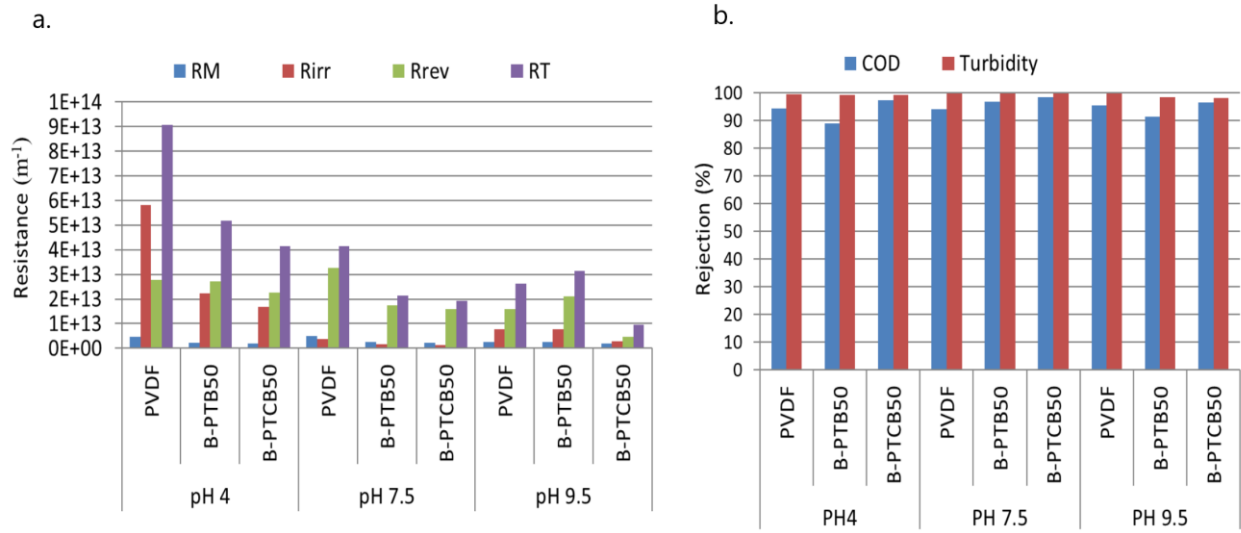 a.
RM Rirr Rrev RT
Resistance (m⁻¹)
1E+14
9E+13
8E+13
7E+13
6E+13
5E+13
4E+13
3E+13
2E+13
1E+13
0E+00
PVDF
B-PTB50
B-PTCB50
PVDF
B-PTB50
B-PTCB50
PVDF
B-PTB50
B-PTCB50
pH 4
pH 7.5
pH 9.5
b.
COD Turbidity
Rejection (%)
100
90
80
70
60
50
40
30
20
10
0
PVDF
B-PTB50
B-PTCB50
PVDF
B-PTB50
B-PTCB50
PVDF
B-PTB50
B-PTCB50
PH4
PH 7.5
PH 9.5